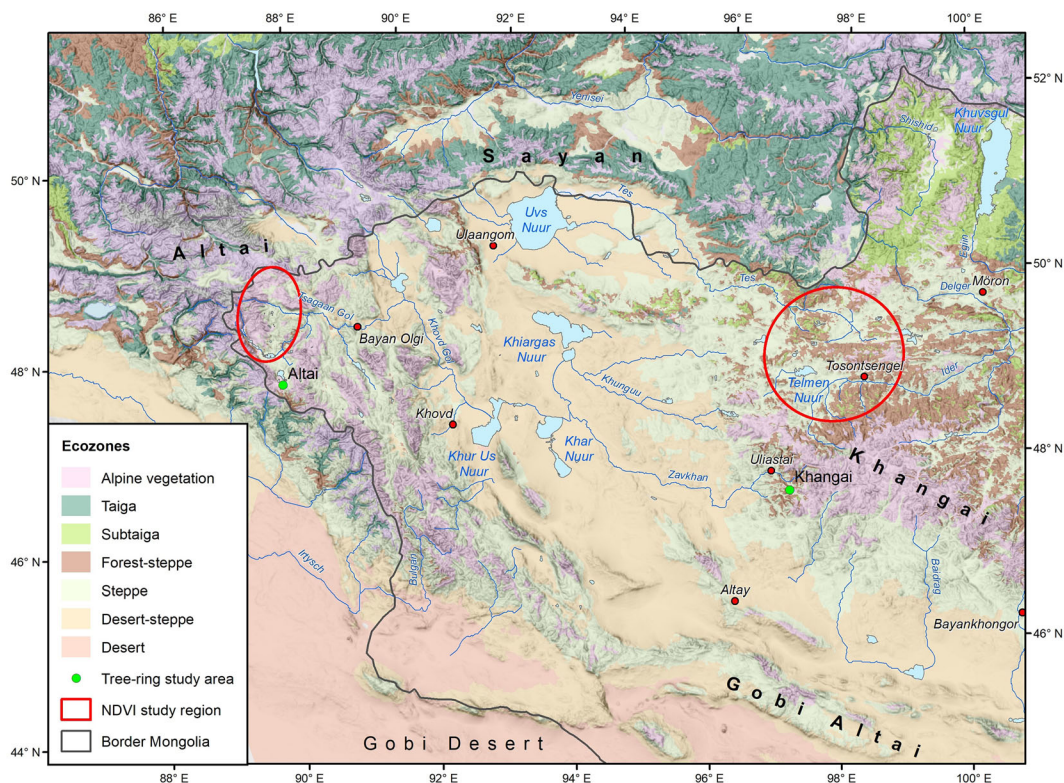 86° E
88° E
90° E
92° E
94° E
96° E
98° E
100° E
52° N
50° N
50° N
48° N
48° N
46° N
46° N
44° N
44° N
88° E
90° E
92° E
94° E
96° E
98° E
100° E
Yenisei
Sayan
Shishid
Khuvsgul
Nuur
Tes
Uvs
Nuur
Ulaangom
Altai
Tes
Egiin
Delger
Möron
Tsagaan Gol
Bayan Olgi
Khovd Gol
Khiargas
Nuur
Tosontsengel
Telmen
Nuur
Ider
Altai
Khunguu
Khovd
Khur Us
Nuur
Khar
Nuur
Zavkhan
Uliastai
Khangai
Khangai
Irtysch
Bulgan
Altay
Baidrag
Bayankhongor
Gobi Altai
Gobi Desert
Ecozones
Alpine vegetation
Taiga
Subtaiga
Forest-steppe
Steppe
Desert-steppe
Desert
Tree-ring study area
NDVI study region
Border Mongolia